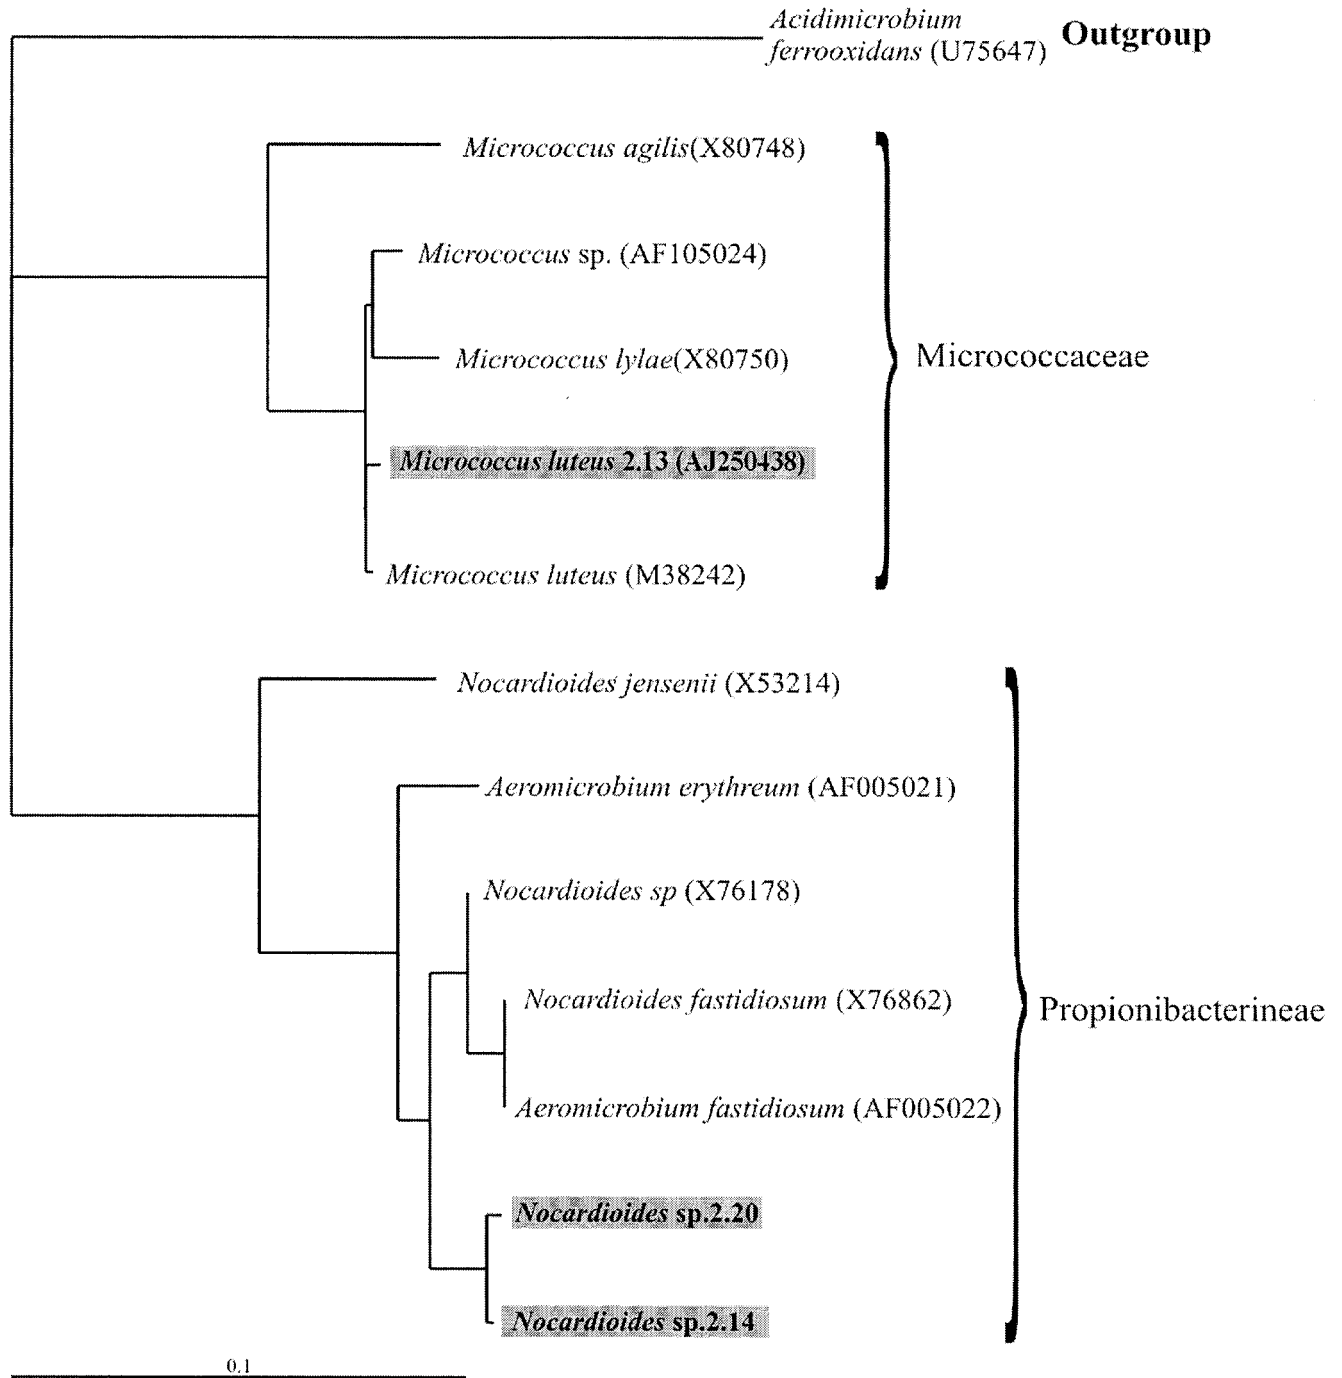 Acidimicrobium
ferrooxidans (U75647)
Outgroup
Micrococcus agilis(X80748)
Micrococcus sp. (AF105024)
Micrococcus lylae(X80750)
Micrococcaceae
Micrococcus luteus 2.13 (AJ250438)
Micrococcus luteus (M38242)
Nocardioides jensenii (X53214)
Aeromicrobium erythreum (AF005021)
Nocardioides sp (X76178)
Nocardioides fastidiosum (X76862)
Propionibacterineae
Aeromicrobium fastidiosum (AF005022)
Nocardioides sp.2.20
Nocardioides sp.2.14
0.1